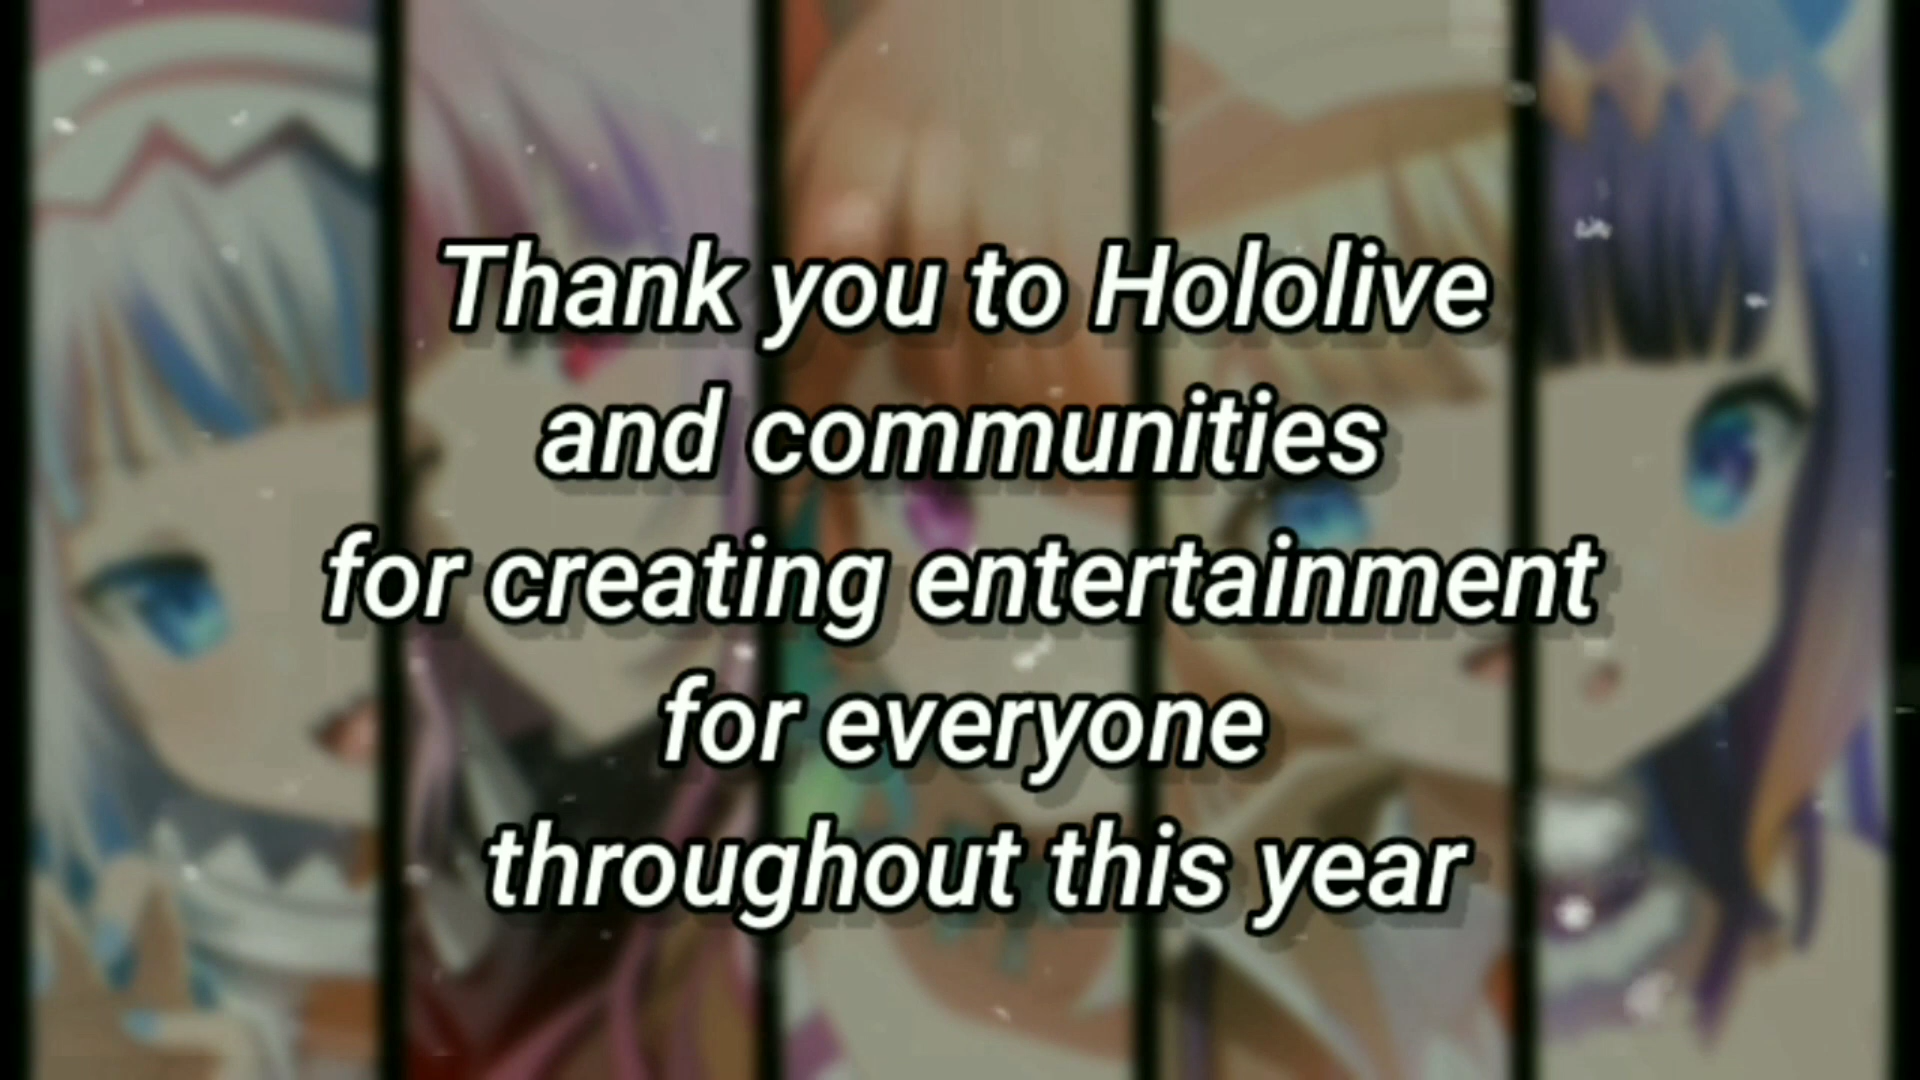 Thank you to Hololive
and communities
for creating entertainment
for everyone
throughout this year